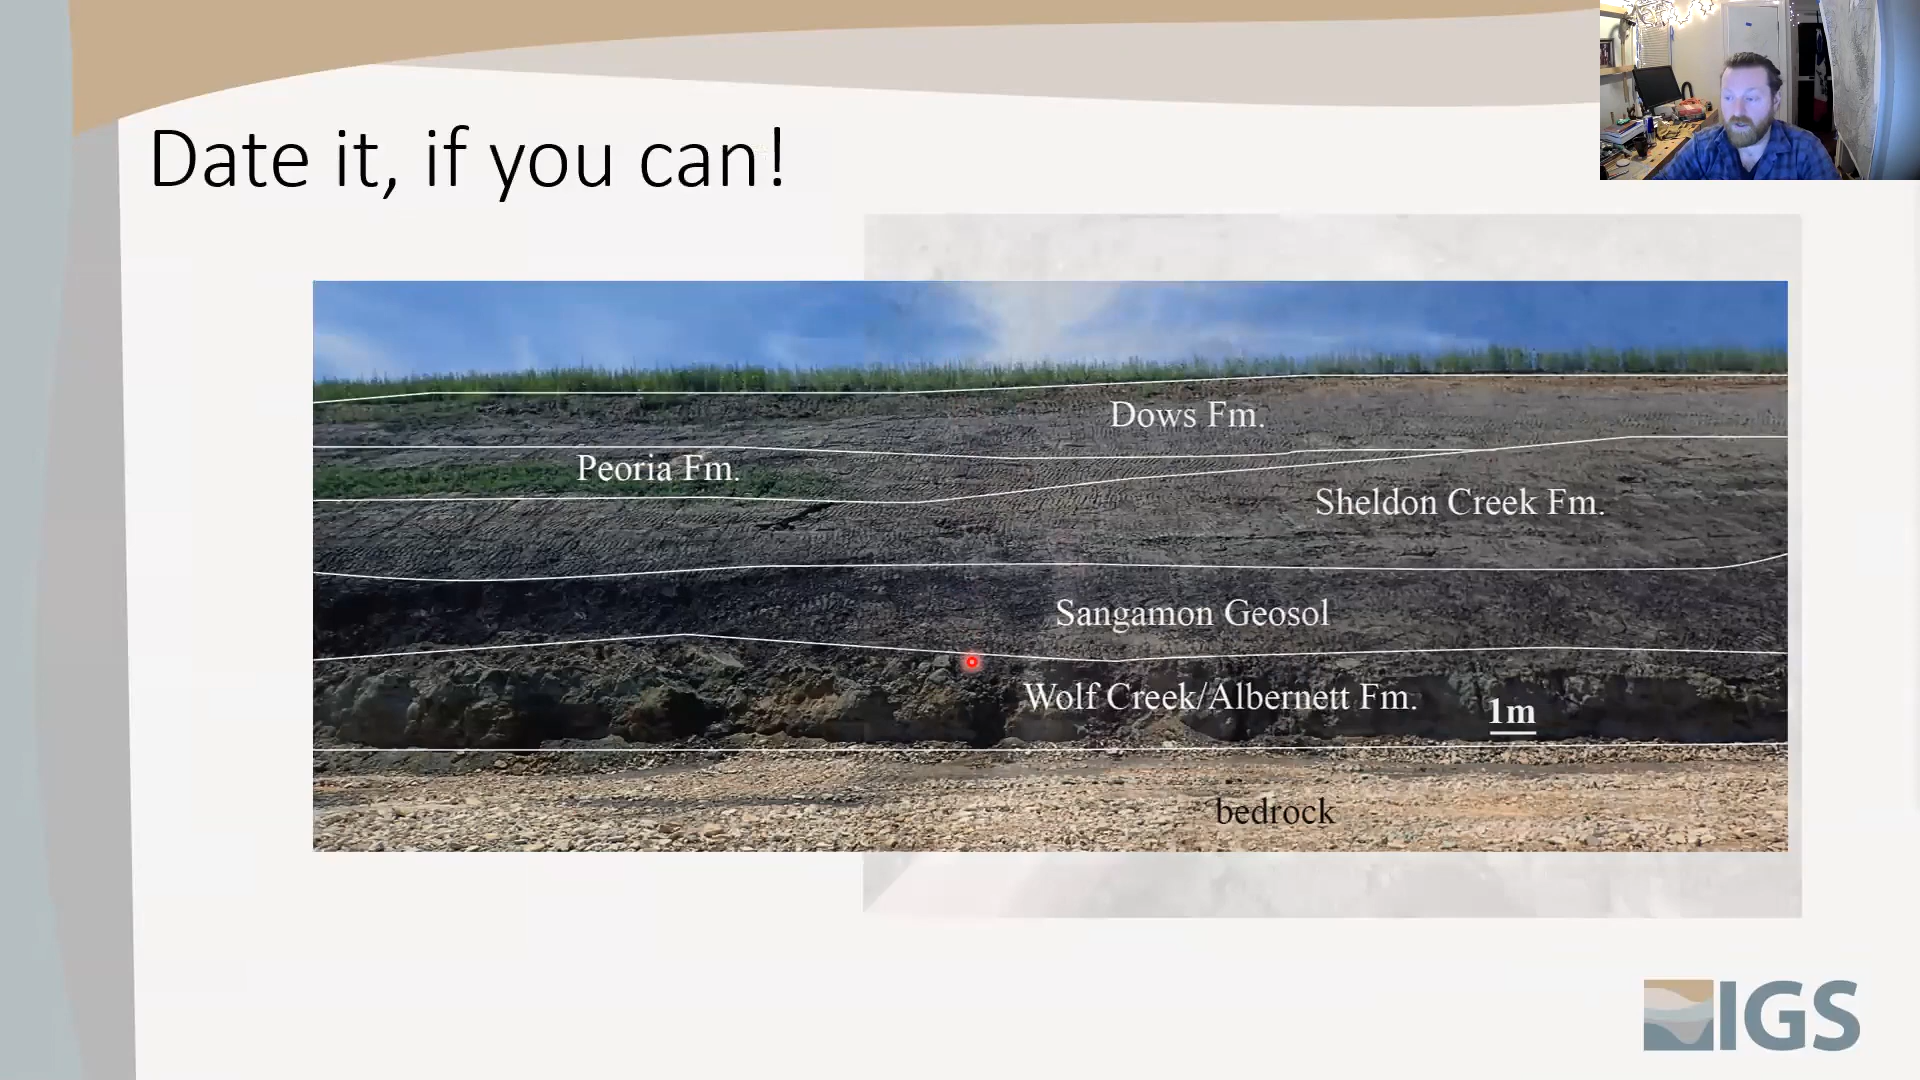 Date it, if you can!
Dows Fm.
Peoria Fm.
Sheldon Creek Fm.
Sangamon Geosol
Wolf Creek/Albernett Fm.
1m
bedrock
IGS